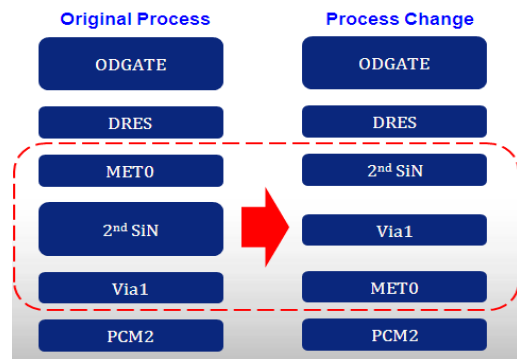 Original Process
Process Change
ODGATE
ODGATE
DRES
DRES
MET0
2nd SiN
2nd SiN
Via1
Via1
MET0
PCM2
PCM2